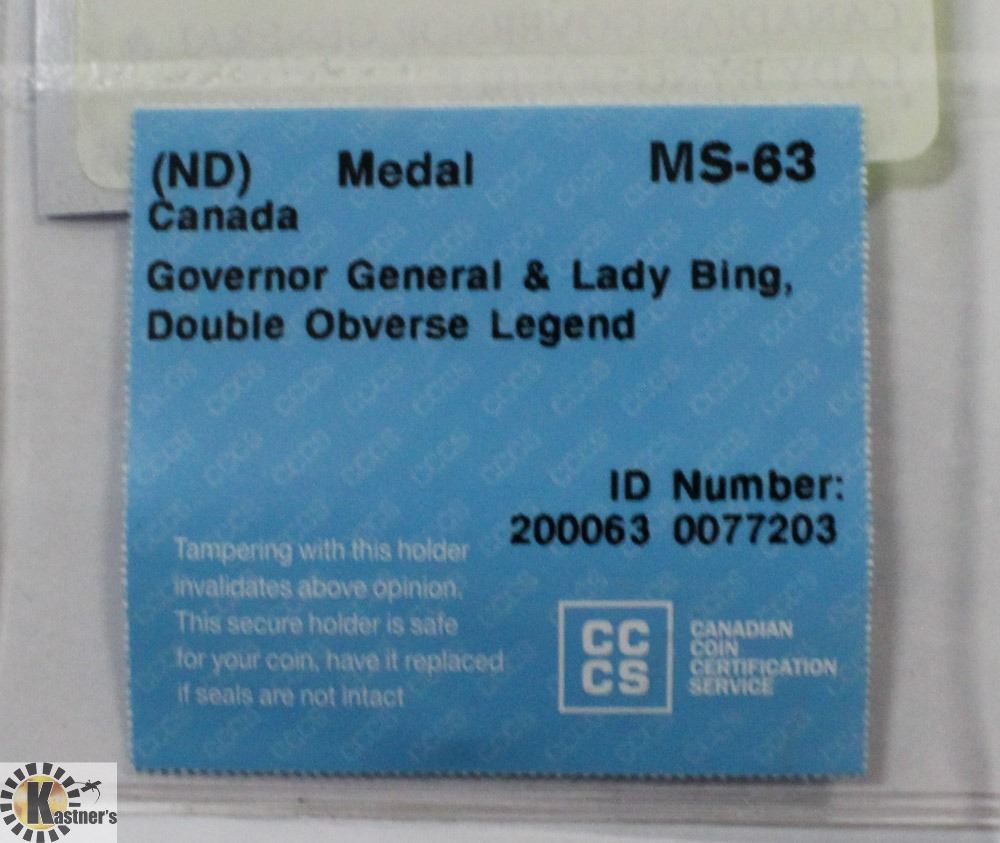 (ND) Medal MS-63
Canada
Governor General & Lady Bing,
Double Obverse Legend
ID Number:
200063 0077203
Tampering with this holder
invalidates above opinion.
This secure holder is safe
for your coin, have it replaced
if seals are not intact
CC
CS
CANADIAN
COIN
CERTIFICATION
SERVICE
Kastner's